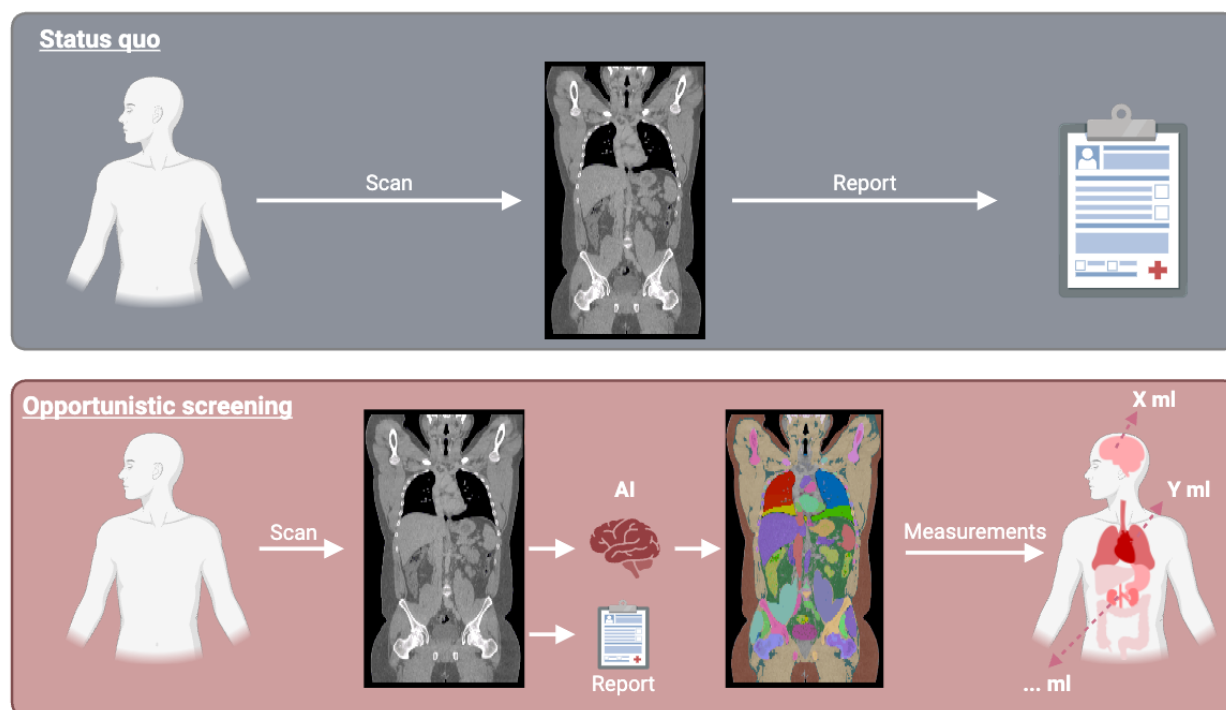 Status quo
Scan
Report
Opportunistic screening
Scan
AI
Report
Measurements
X ml
Y ml
... ml